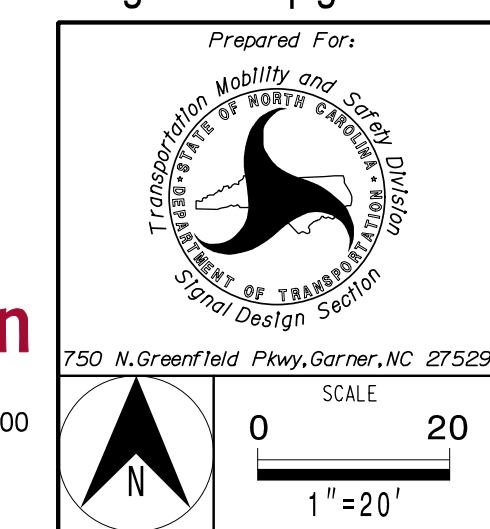 Prepared For:
Transportation Mobility and Safety Division
STATE OF NORTH CAROLINA
DEPARTMENT OF TRANSPORTATION
Signal Design Section
n
750 N.Greenfield Pkwy,Garner,NC 27529
00
N
SCALE
0 20
1"=20'